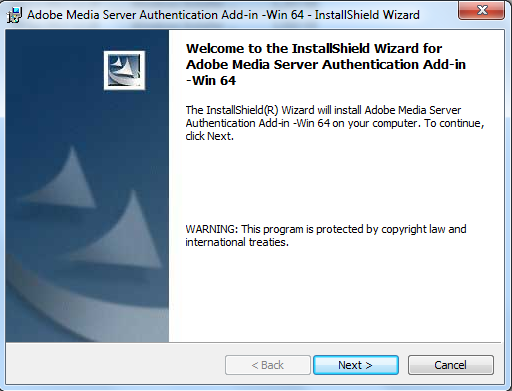 Adobe Media Server Authentication Add-in -Win 64 - InstallShield Wizard
Welcome to the InstallShield Wizard for
Adobe Media Server Authentication Add-in
-Win 64
The InstallShield(R) Wizard will install Adobe Media Server
Authentication Add-in -Win 64 on your computer. To continue,
click Next.
WARNING: This program is protected by copyright law and
international treaties.
< Back
Next >
Cancel